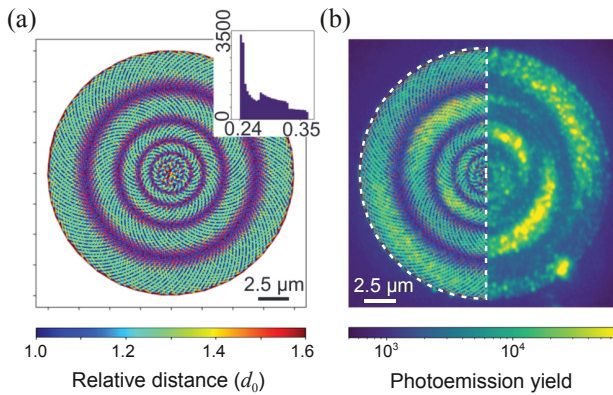 (a)
(b)
3500
0
0.24 0.35
2.5 µm
2.5 µm
1.0 1.2 1.4 1.6
10³ 10⁴
Relative distance (d₀)
Photoemission yield